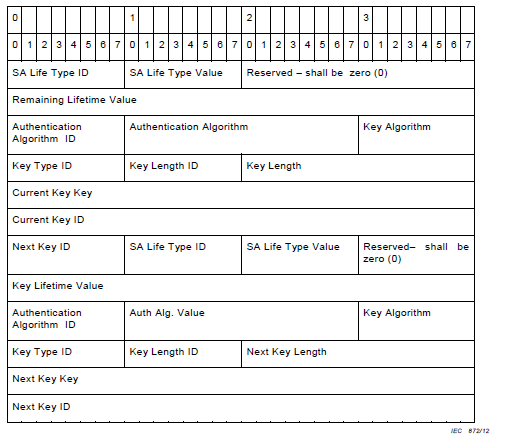 0 1 2 3
0 1 2 3 4 5 6 7 0 1 2 3 4 5 6 7 0 1 2 3 4 5 6 7 0 1 2 3 4 5 6 7
SA Life Type ID SA Life Type Value Reserved – shall be zero (0)
Remaining Lifetime Value
Authentication Algorithm ID Authentication Algorithm Key Algorithm
Key Type ID Key Length ID Key Length
Current Key Key
Current Key ID
Next Key ID SA Life Type ID SA Life Type Value Reserved– shall be zero (0)
Key Lifetime Value
Authentication Algorithm ID Auth Alg. Value Key Algorithm
Key Type ID Key Length ID Next Key Length
Next Key Key
Next Key ID
IEC 872/12